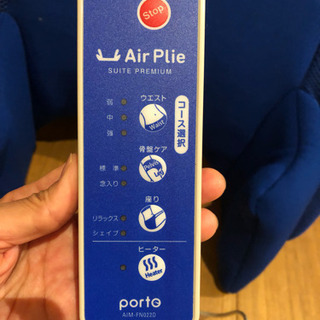 Stop
Air Plie
SUITE PREMIUM
コース選択
ウエスト
弱
中
強
Waist
骨盤ケア
標準
念入り
Pelvis
Up
座り
リラックス
シェイプ
ヒーター
Heater
porto
AIM-FN022D